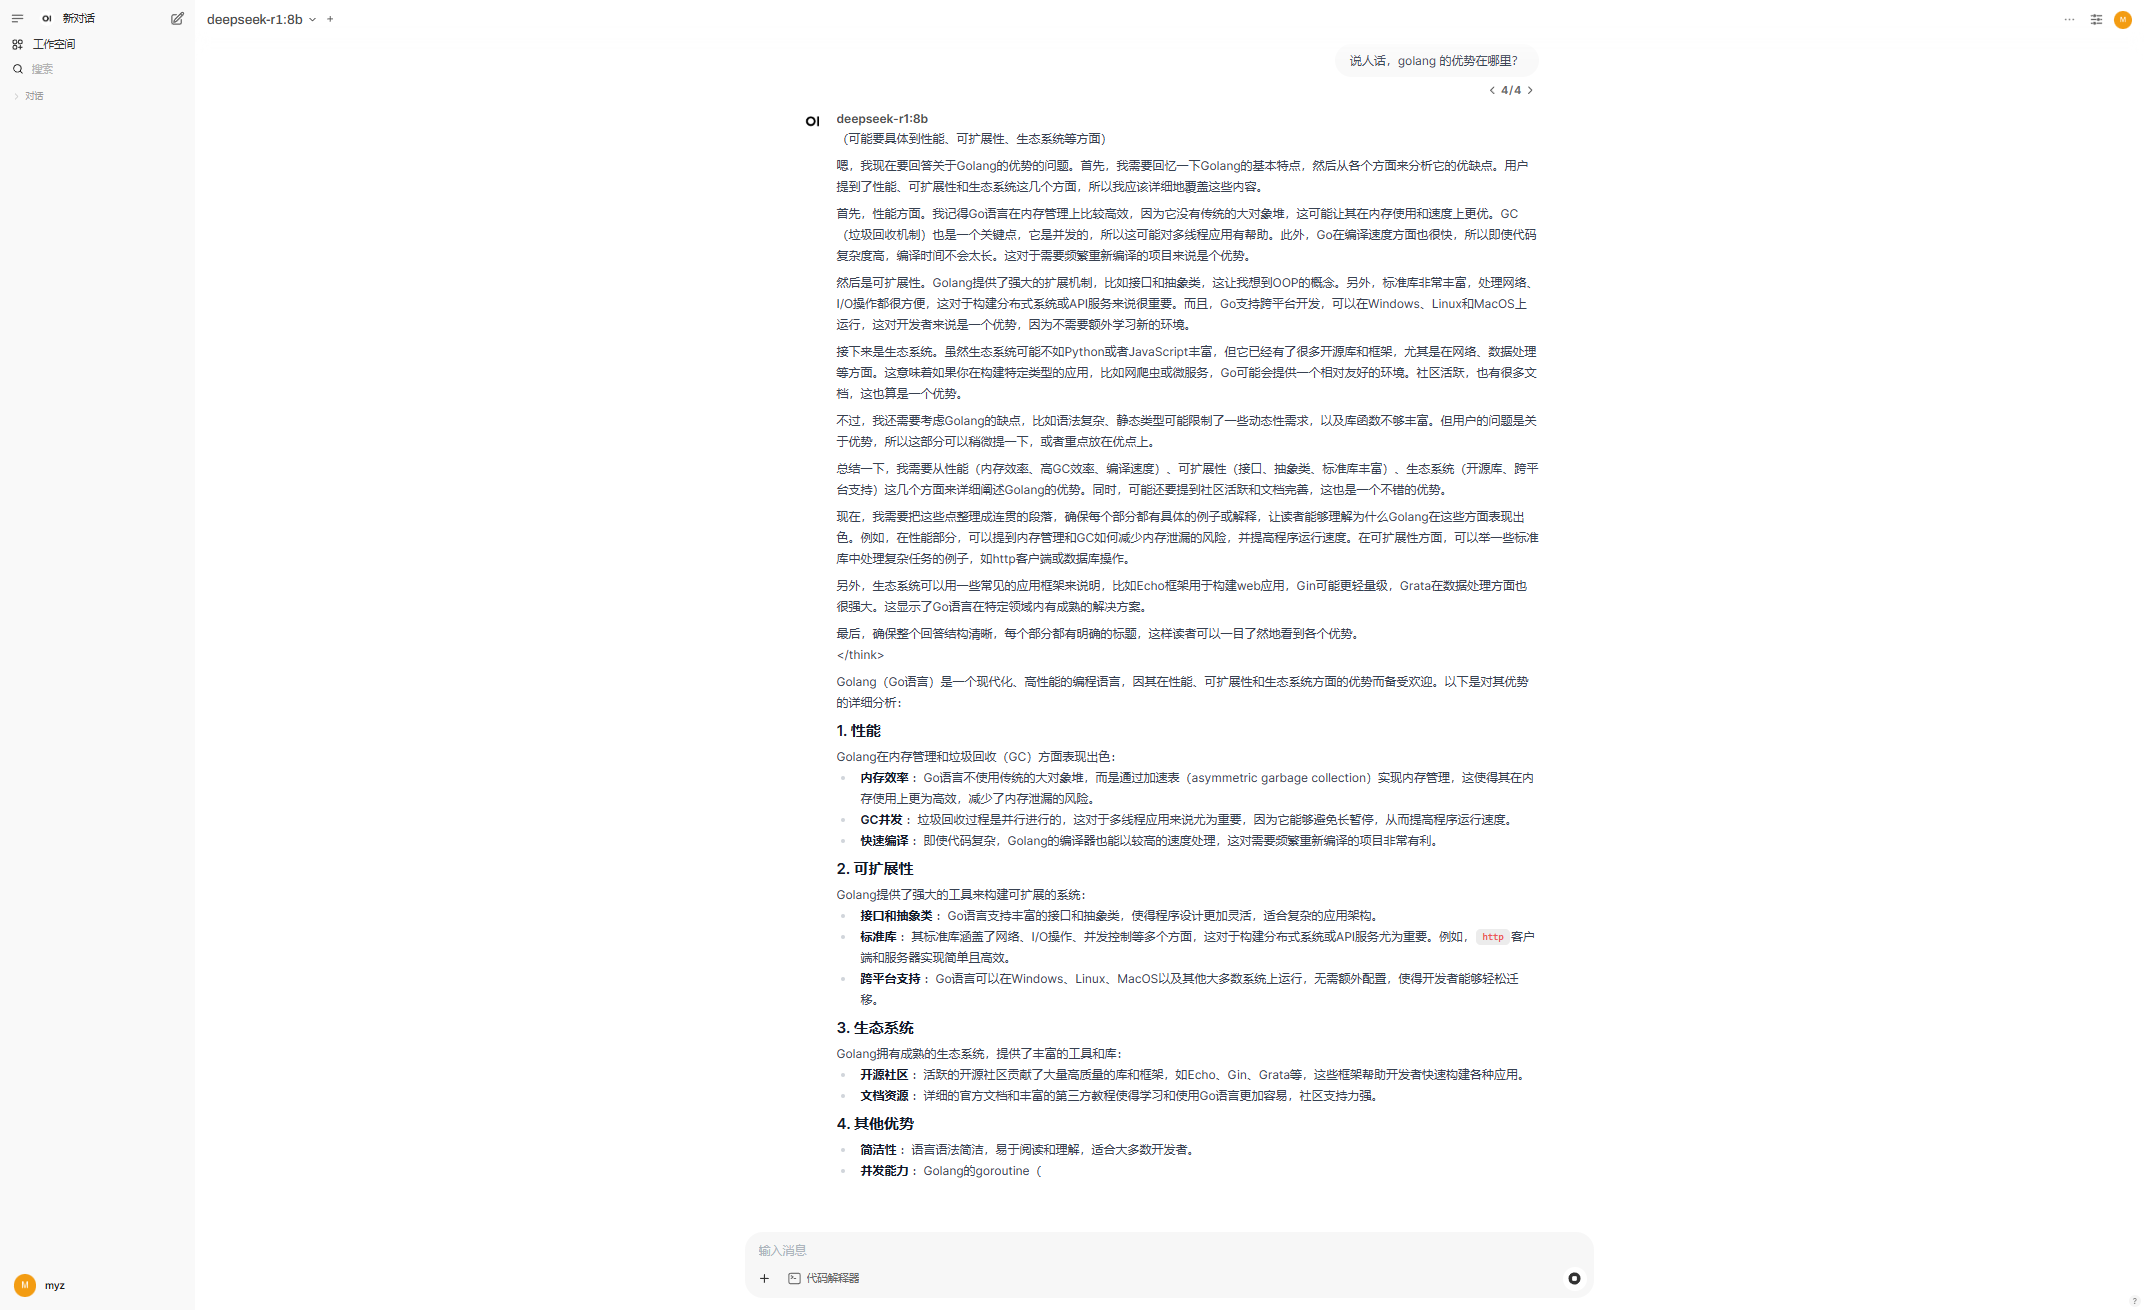 OI 新对话
工作空间
搜索
对话
deepseek-r1:8b
M
说人话，golang 的优势在哪里？
4/4
OI deepseek-r1:8b
（可能要具体到性能、可扩展性、生态系统等方面）
嗯，我现在要回答关于Golang的优势的问题。首先，我需要回忆一下Golang的基本特点，然后从各个方面来分析它的优缺点。用户
提到了性能、可扩展性和生态系统这几个方面，所以我应该详细地覆盖这些内容。
首先，性能方面。我记得Go语言在内存管理上比较高效，因为它没有传统的大对象堆，这可能让其在内存使用和速度上更优。GC
（垃圾回收机制）也是一个关键点，它是并发的，所以这可能对多线程应用有帮助。此外，Go在编译速度方面也很快，所以即使代码
复杂度高，编译时间不会太长。这对于需要频繁重新编译的项目来说是个优势。
然后是可扩展性。Golang提供了强大的扩展机制，比如接口和抽象类，这让我想到OOP的概念。另外，标准库非常丰富，处理网络、
I/O操作都很方便，这对于构建分布式系统或API服务来说很重要。而且，Go支持跨平台开发，可以在Windows、Linux和MacOS上
运行，这对开发者来说是一个优势，因为不需要额外学习新的环境。
接下来是生态系统。虽然生态系统可能不如Python或者JavaScript丰富，但它已经有了很多开源库和框架，尤其是在网络、数据处理
等方面。这意味着如果你在构建特定类型的应用，比如网爬虫或微服务，Go可能会提供一个相对友好的环境。社区活跃，也有很多文
档，这也算是一个优势。
不过，我还需要考虑Golang的缺点，比如语法复杂、静态类型可能限制了一些动态性需求，以及库函数不够丰富。但用户的问题是关
于优势，所以这部分可以稍微提一下，或者重点放在优点上。
总结一下，我需要从性能（内存效率、高GC效率、编译速度）、可扩展性（接口、抽象类、标准库丰富）、生态系统（开源库、跨平
台支持）这几个方面来详细阐述Golang的优势。同时，可能还要提到社区活跃和文档完善，这也是一个不错的优势。
现在，我需要把这些点整理成连贯的段落，确保每个部分都有具体的例子或解释，让读者能够理解为什么Golang在这些方面表现出
色。例如，在性能部分，可以提到内存管理和GC如何减少内存泄漏的风险，并提高程序运行速度。在可扩展性方面，可以举一些标准
库中处理复杂任务的例子，如http客户端或数据库操作。
另外，生态系统可以用一些常见的应用框架来说明，比如Echo框架用于构建web应用，Gin可能更轻量级，Grata在数据处理方面也
很强大。这显示了Go语言在特定领域内有成熟的解决方案。
最后，确保整个回答结构清晰，每个部分都有明确的标题，这样读者可以一目了然地看到各个优势。
</think>
Golang（Go语言）是一个现代化、高性能的编程语言，因其在性能、可扩展性和生态系统方面的优势而备受欢迎。以下是对其优势
的详细分析：
1. 性能
Golang在内存管理和垃圾回收（GC）方面表现出色：
内存效率： Go语言不使用传统的大对象堆，而是通过加速表（asymmetric garbage collection）实现内存管理，这使得其在内
存使用上更为高效，减少了内存泄漏的风险。
GC并发： 垃圾回收过程是并行进行的，这对于多线程应用来说尤为重要，因为它能够避免长暂停，从而提高程序运行速度。
快速编译： 即使代码复杂，Golang的编译器也能以较高的速度处理，这对需要频繁重新编译的项目非常有利。
2. 可扩展性
Golang提供了强大的工具来构建可扩展的系统：
接口和抽象类： Go语言支持丰富的接口和抽象类，使得程序设计更加灵活，适合复杂的应用架构。
标准库： 其标准库涵盖了网络、I/O操作、并发控制等多个方面，这对于构建分布式系统或API服务尤为重要。例如， http 客户
端和服务器实现简单且高效。
跨平台支持： Go语言可以在Windows、Linux、MacOS以及其他大多数系统上运行，无需额外配置，使得开发者能够轻松迁
移。
3. 生态系统
Golang拥有成熟的生态系统，提供了丰富的工具和库：
开源社区： 活跃的开源社区贡献了大量高质量的库和框架，如Echo、Gin、Grata等，这些框架帮助开发者快速构建各种应用。
文档资源： 详细的官方文档和丰富的第三方教程使得学习和使用Go语言更加容易，社区支持力强。
4. 其他优势
简洁性： 语言语法简洁，易于阅读和理解，适合大多数开发者。
并发能力： Golang的goroutine（
输入消息
代码解释器
M myz
?